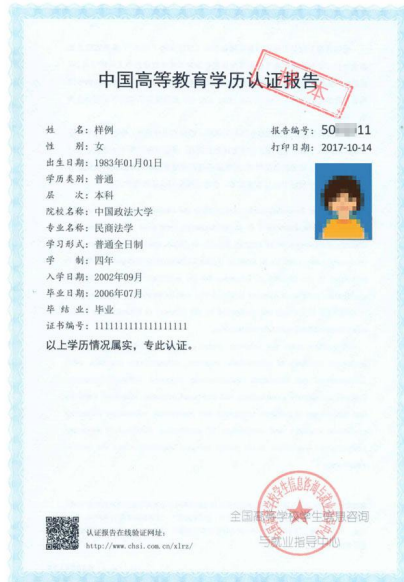 中国高等教育学历认证报告
样本
姓 名：样例
报告编号：50 11
性 别：女
打印日期：2017-10-14
出生日期：1983年01月01日
学历类别：普通
层 次：本科
院校名称：中国政法大学
专业名称：民商法学
学习形式：普通全日制
学 制：四年
入学日期：2002年09月
毕业日期：2006年07月
毕 结 业：毕业
证书编号：1111111111111111111
以上学历情况属实，专此认证。
全国高等学校学生信息咨询
与就业指导中心
认证报告在线验证网址：
http://www.chsi.com.cn/xlrz/